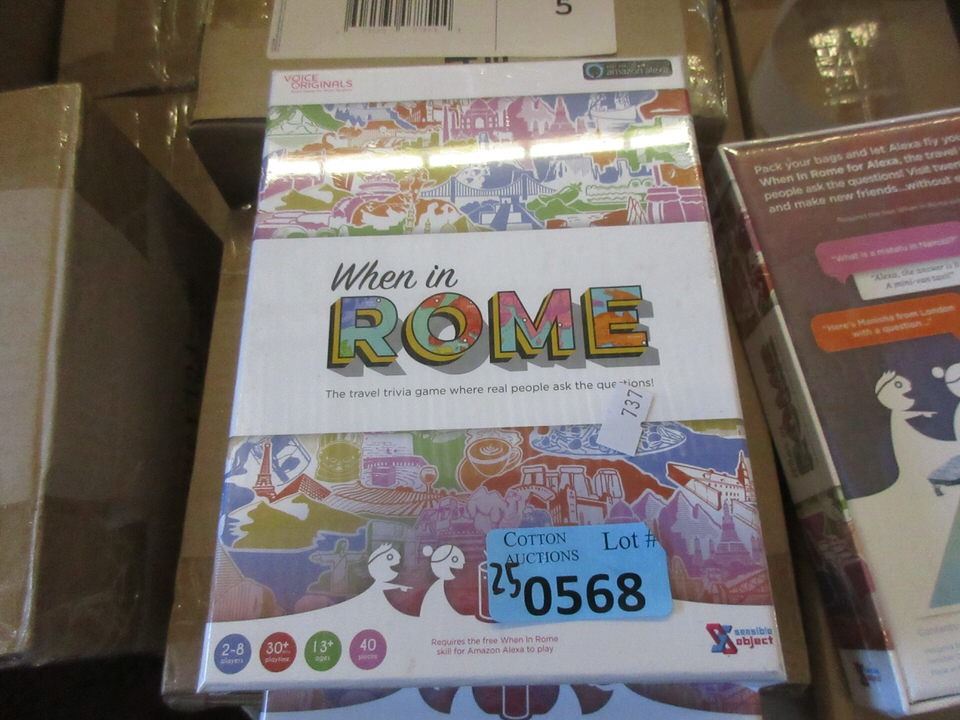 5
VOICE
ORIGINALS
amazon alexa
When in
ROME
The travel trivia game where real people ask the questions!
737
COTTON
AUCTIONS
Lot #
25 0568
2-8
players
30+
playtime
13+
ages
40
pieces
Requires the free When In Rome
skill for Amazon Alexa to play
sensible
object
Pack your bags and let Alexa fly you
When In Rome for Alexa, the travel
people ask the questions! Visit
and make new friends...without
"What is a matatu in Nairobi?"
"Alexa, the answer is
A mini-van taxi!"
"Here's Manisha from London
with a question..."